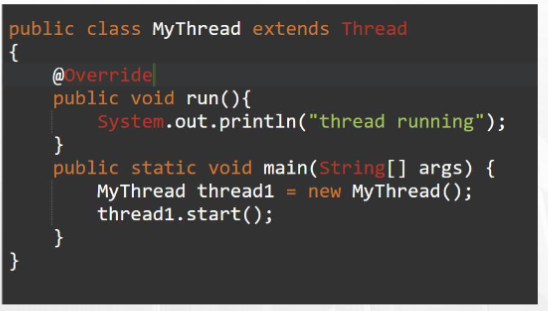 public class MyThread extends Thread
{
@Override
public void run(){
System.out.println("thread running");
}
public static void main(String[] args) {
MyThread thread1 = new MyThread();
thread1.start();
}
}